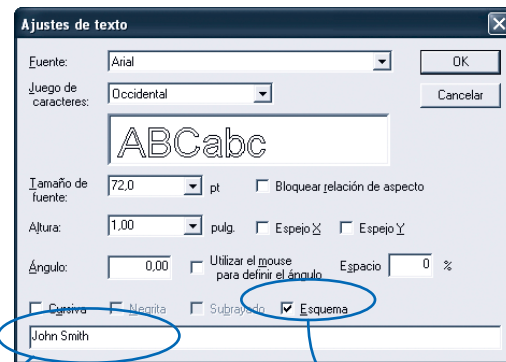 Ajustes de texto
Fuente: Arial OK
Juego de caracteres: Occidental Cancelar
ABCabc
Tamaño de fuente: 72,0 pt Bloquear relación de aspecto
Altura: 1,00 pulg. Espejo X Espejo Y
Ángulo: 0,00 Utilizar el mouse para definir el ángulo Espacio 0 %
Cursiva Negrita Subrayado Esquema
John Smith